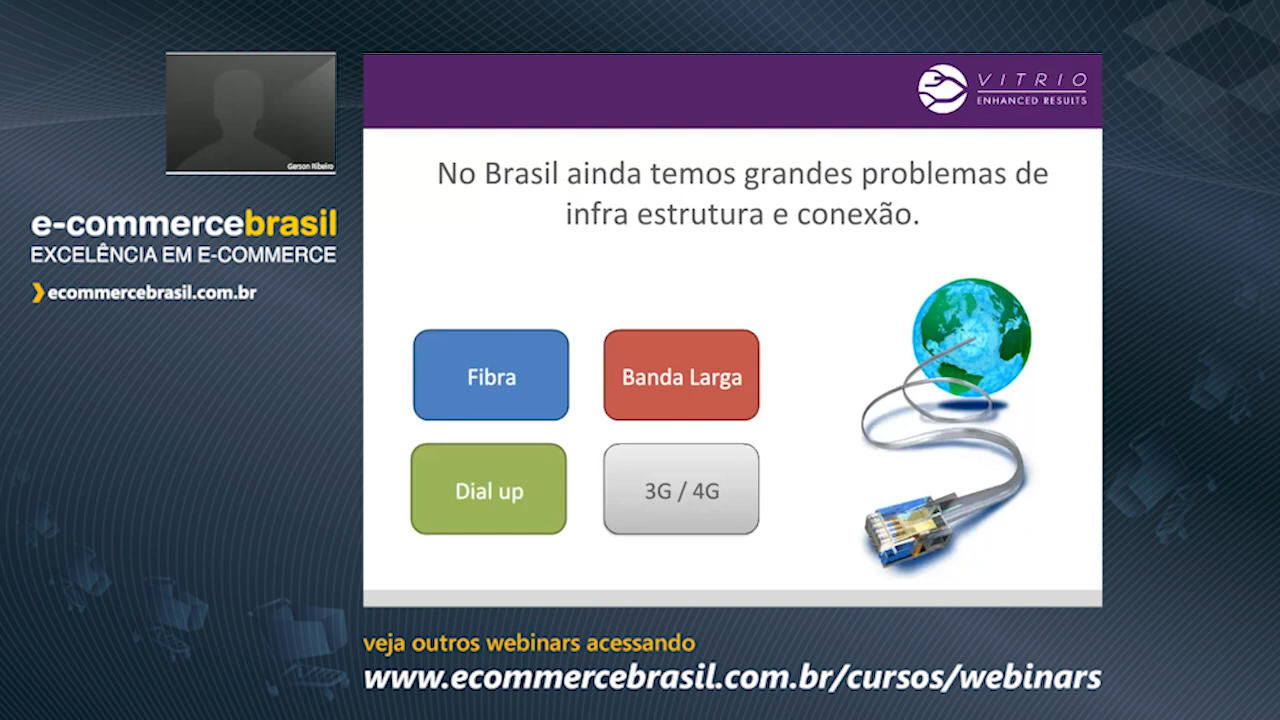 Gerson Ribeiro
e-commercebrasil
EXCELÊNCIA EM E-COMMERCE
ecommercebrasil.com.br
VITRIO
ENHANCED RESULTS
No Brasil ainda temos grandes problemas de
infra estrutura e conexão.
Fibra
Banda Larga
Dial up
3G / 4G
veja outros webinars acessando
www.ecommercebrasil.com.br/cursos/webinars